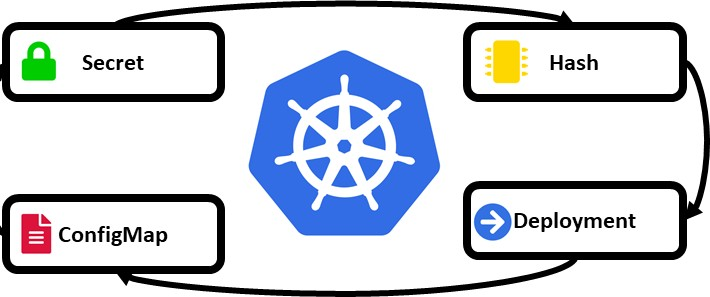 Secret
Hash
ConfigMap
Deployment